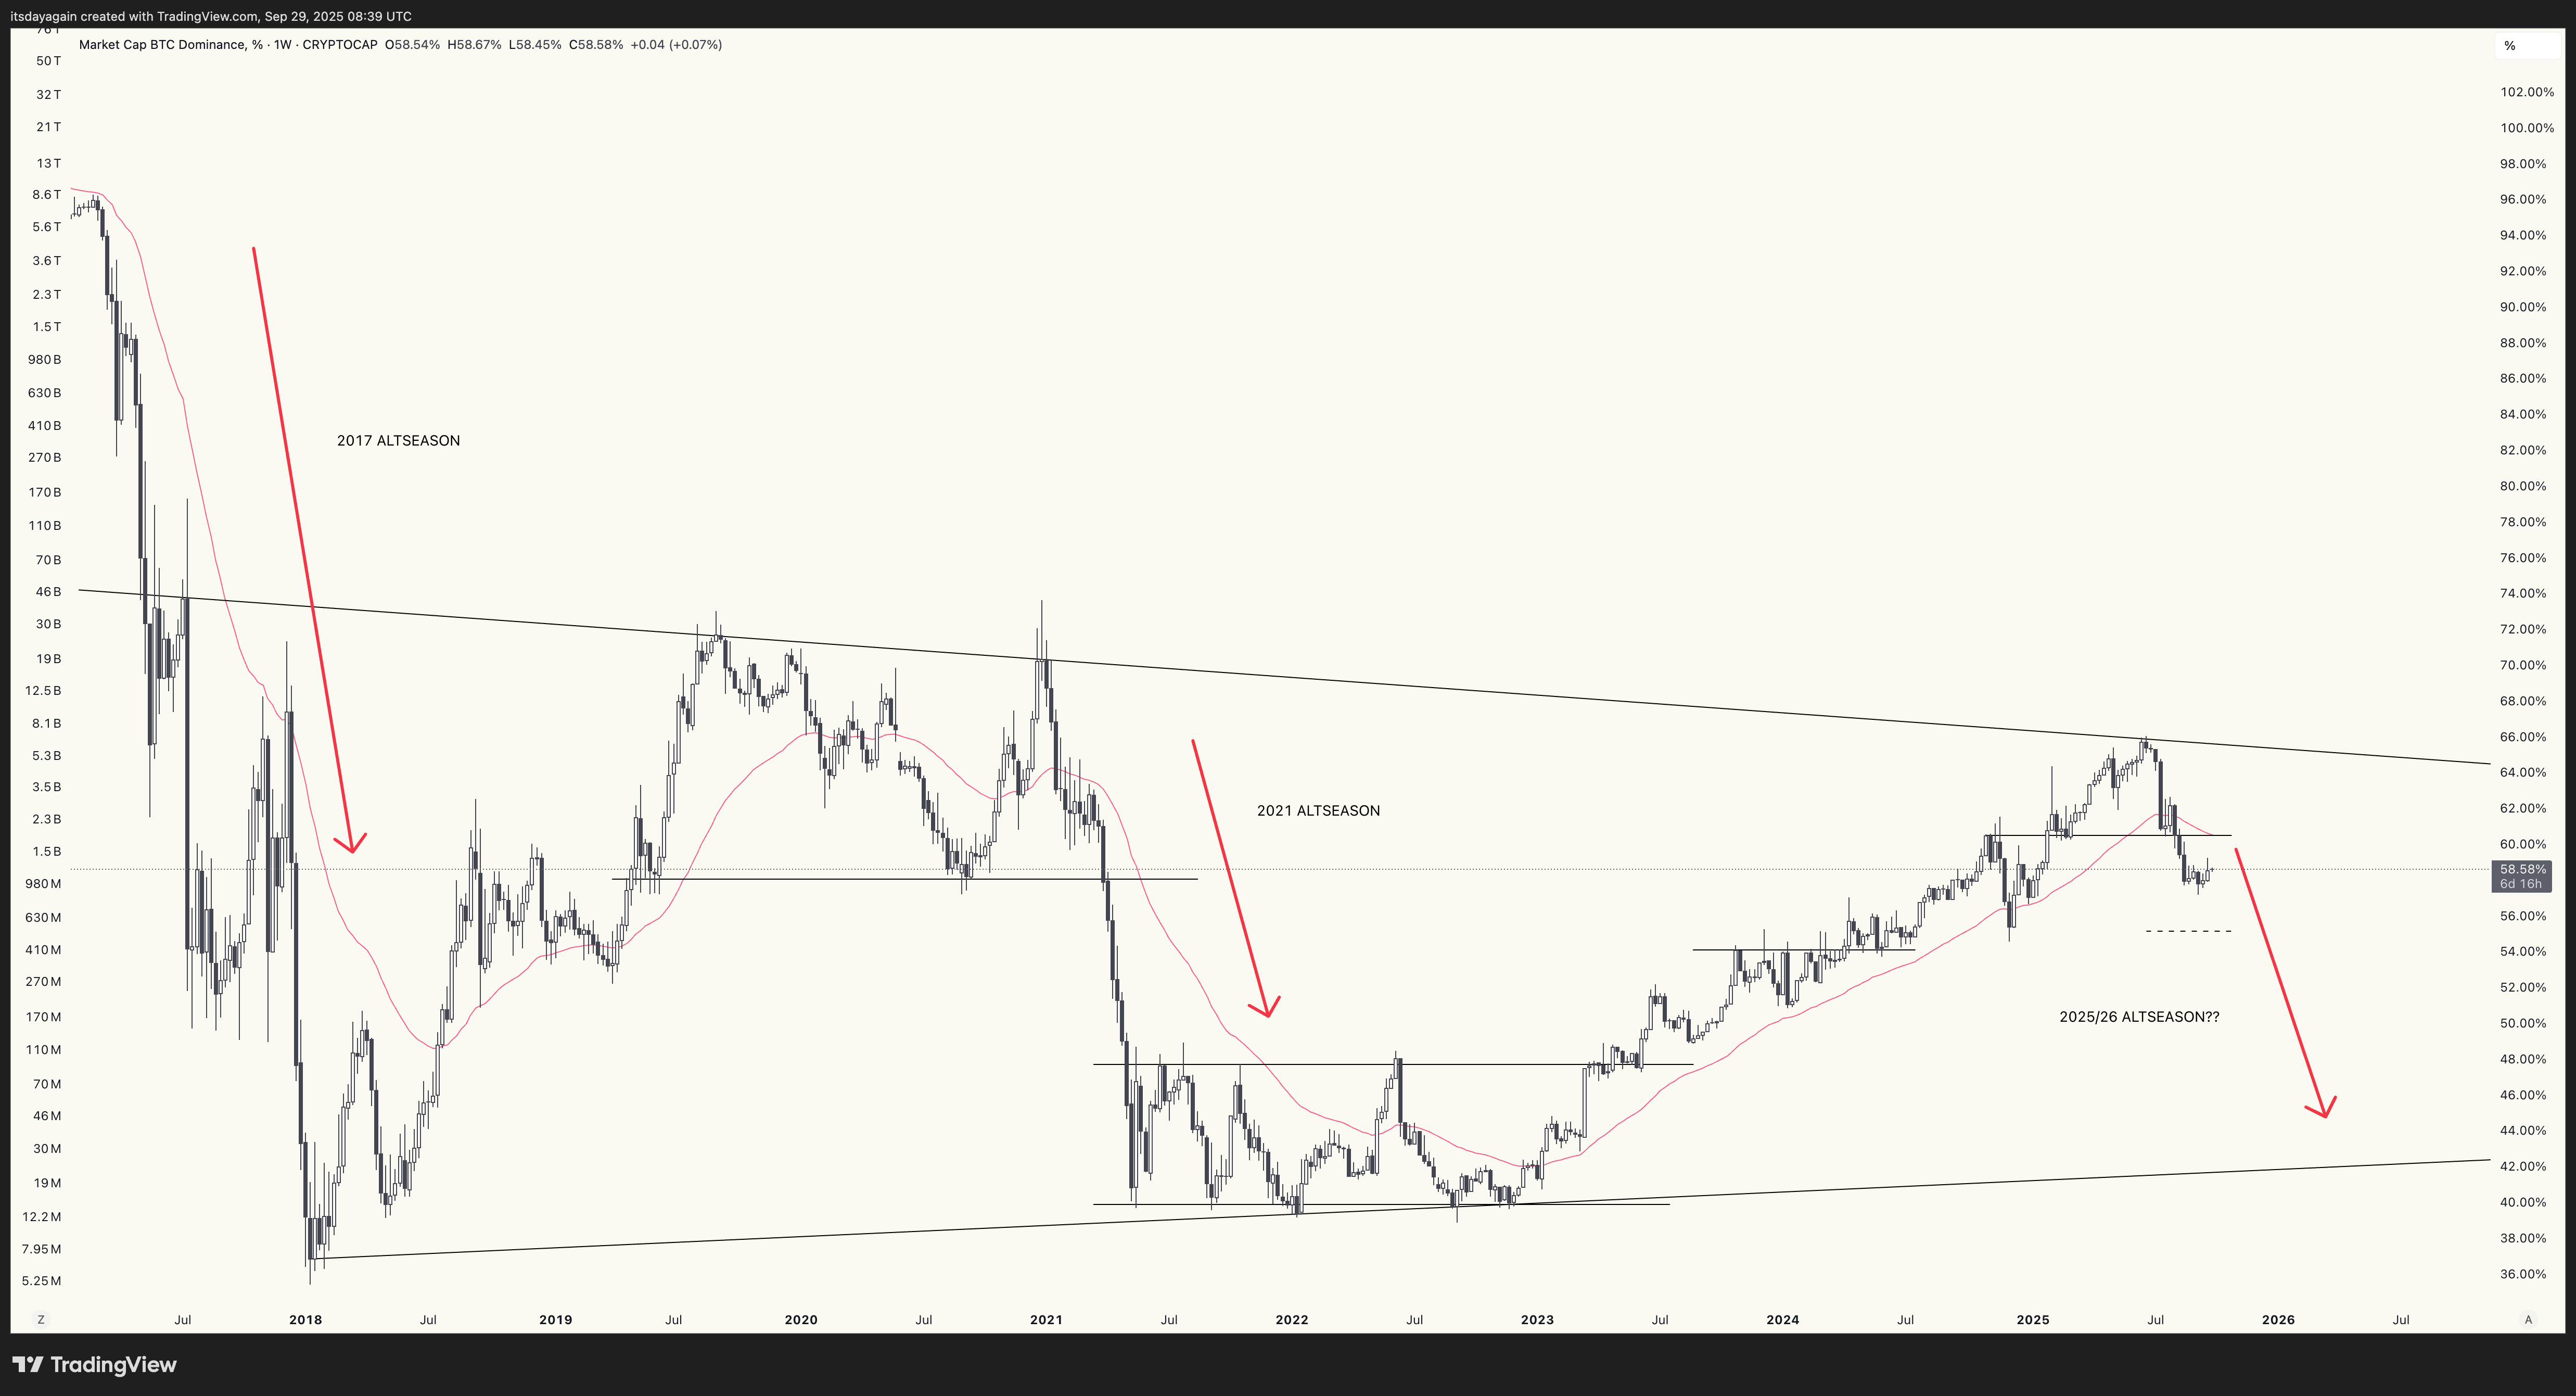 itsdayagain created with TradingView.com, Sep 29, 2025 08:39 UTC
Market Cap BTC Dominance, % · 1W · CRYPTOCAP O58.54% H58.67% L58.45% C58.58% +0.04 (+0.07%)
%
50 T
32 T
21 T
13 T
8.6 T
5.6 T
3.6 T
2.3 T
1.5 T
980 B
630 B
410 B
270 B
170 B
110 B
70 B
46 B
30 B
19 B
12.5 B
8.1 B
5.3 B
3.5 B
2.3 B
1.5 B
980 M
630 M
410 M
270 M
170 M
110 M
70 M
46 M
30 M
19 M
12.2 M
7.95 M
5.25 M
2017 ALTSEASON
2021 ALTSEASON
2025/26 ALTSEASON??
102.00%
100.00%
98.00%
96.00%
94.00%
92.00%
90.00%
88.00%
86.00%
84.00%
82.00%
80.00%
78.00%
76.00%
74.00%
72.00%
70.00%
68.00%
66.00%
64.00%
62.00%
60.00%
58.58%
6d 16h
56.00%
54.00%
52.00%
50.00%
48.00%
46.00%
44.00%
42.00%
40.00%
38.00%
36.00%
Z Jul 2018 Jul 2019 Jul 2020 Jul 2021 Jul 2022 Jul 2023 Jul 2024 Jul 2025 Jul 2026 Jul A
TradingView